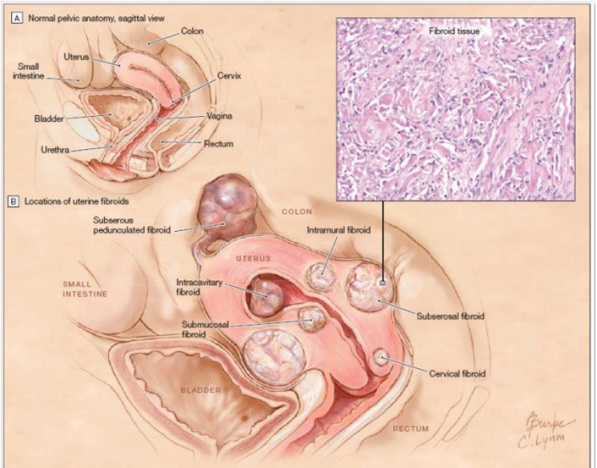 A Normal pelvic anatomy, sagittal view
Colon
Uterus
Small
intestine
Cervix
Bladder
Vagina
Urethra
Rectum
Fibroid tissue
B Locations of uterine fibroids
Subserous
pedunculated fibroid
COLON
Intramural fibroid
UTERUS
SMALL
INTESTINE
Intracavitary
fibroid
Submucosal
fibroid
Subserosal fibroid
Cervical fibroid
BLADDER
RECTUM
Burke
C. Lynm